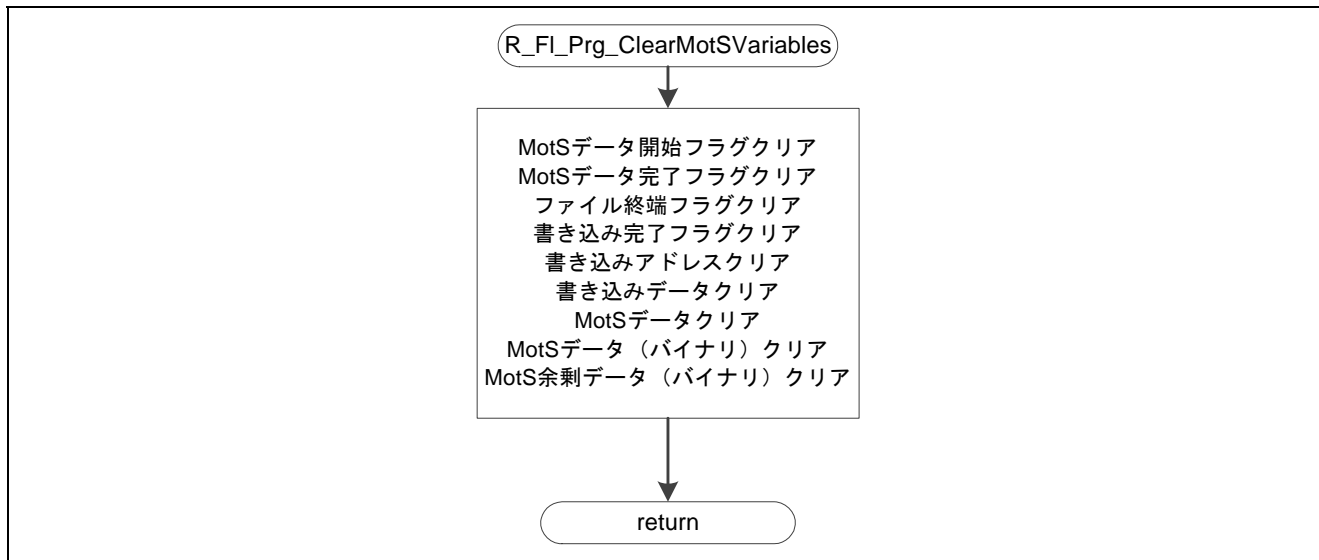 R_Fl_Prg_ClearMotSVariables
MotSデータ開始フラグクリア
MotSデータ完了フラグクリア
ファイル終端フラグクリア
書き込み完了フラグクリア
書き込みアドレスクリア
書き込みデータクリア
MotSデータクリア
MotSデータ（バイナリ）クリア
MotS余剰データ（バイナリ）クリア
return